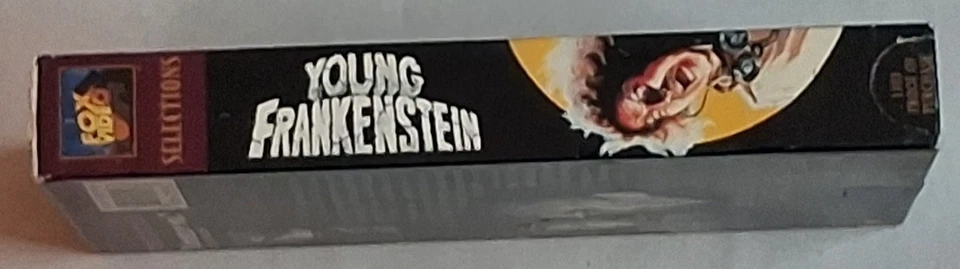 FOX
VIDEO
SELECTIONS
YOUNG
FRANKENSTEIN